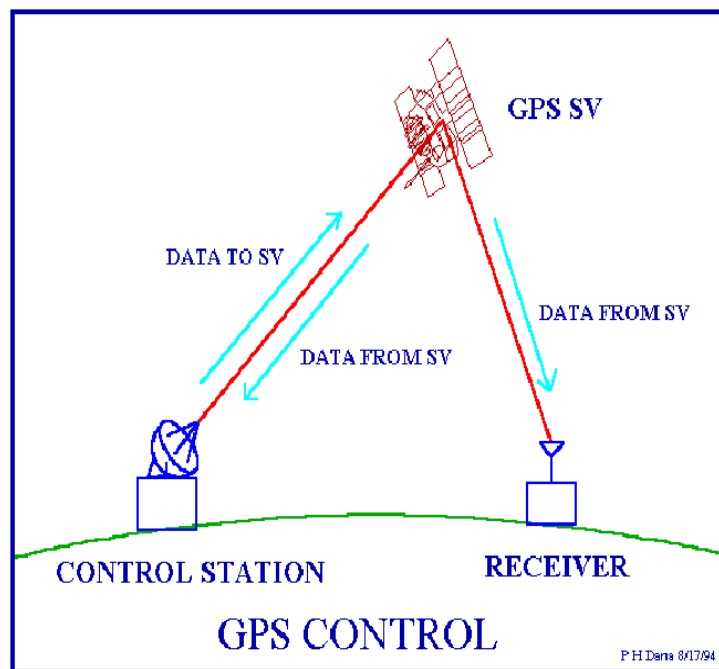 GPS SV
DATA TO SV
DATA FROM SV
DATA FROM SV
CONTROL STATION
RECEIVER
GPS CONTROL
P H Dana 8/17/94